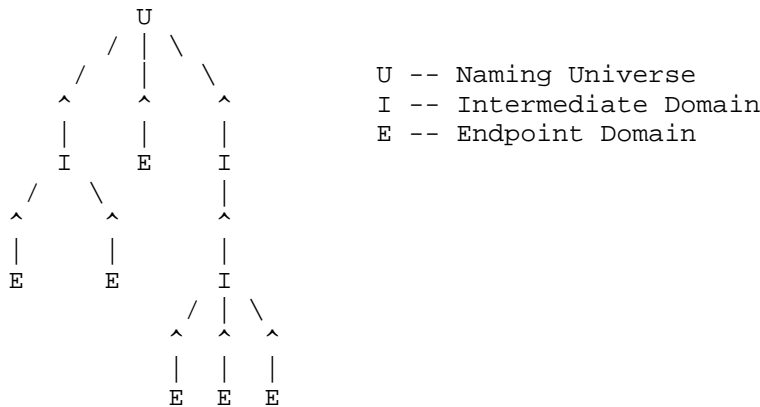 U
/ | \
/ | \ U -- Naming Universe
^ ^ ^ I -- Intermediate Domain
| | | E -- Endpoint Domain
I E I
/ \ |
^ ^ ^
| | |
E E I
/ | \
^ ^ ^
| | |
E E E